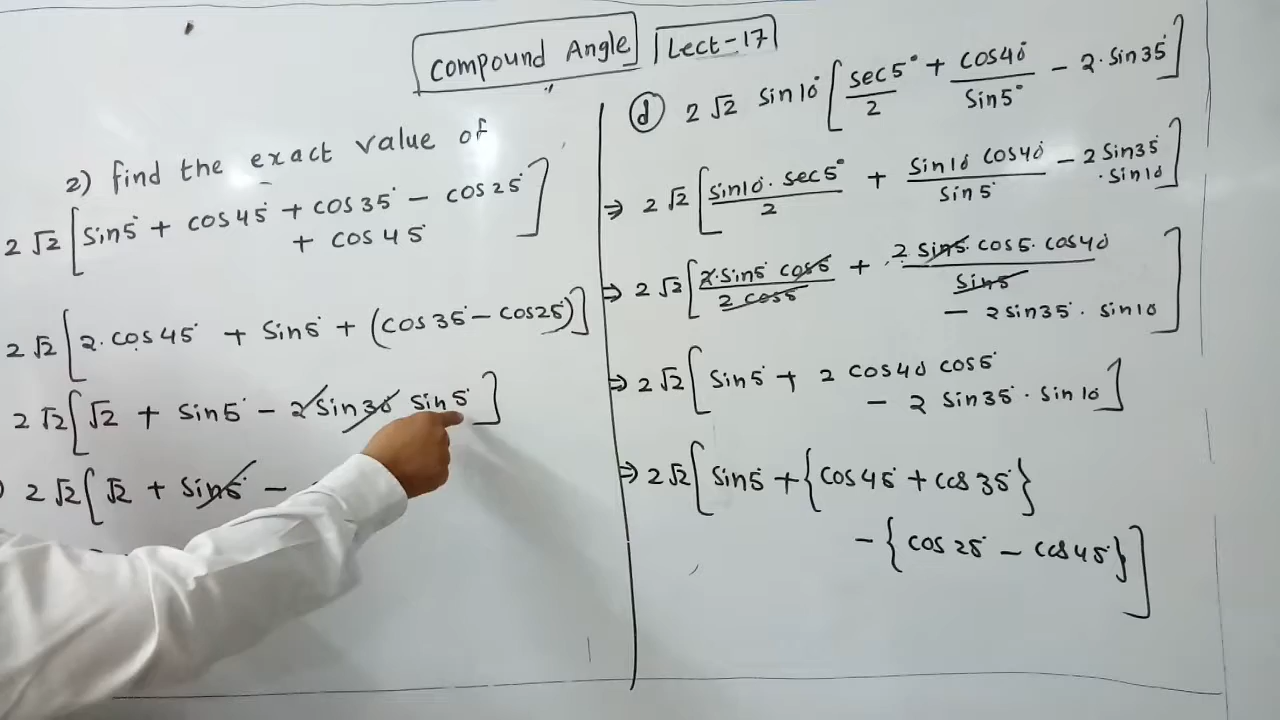 Compound Angle Lect-17
2) find the exact value of
2√2 [sin5° + cos45° + cos35° - cos25°
+ cos45°]
2√2 [2.cos45° + sin5° + (cos35° - cos25°)]
2√2 [√2 + sin5° - 2 sin30° sin5°]
2√2 [√2 + sin5° -
(d) 2√2 sin10° [sec5°/2 + cos40°/sin5° - 2.sin35°]
⇒ 2√2 [sin10°.sec5°/2 + sin10° cos40°/sin5° - 2 sin35°
.sin10°]
⇒ 2√2 [2.sin5° cos5°/2 cos5° + 2 sin5°.cos5°.cos40°/sin5°
- 2sin35°.sin10°]
⇒ 2√2 [sin5° + 2 cos40° cos5°
- 2 sin35°.sin10°]
⇒ 2√2 [sin5° + {cos45° + cos35°}
- {cos25° - cos45°}]